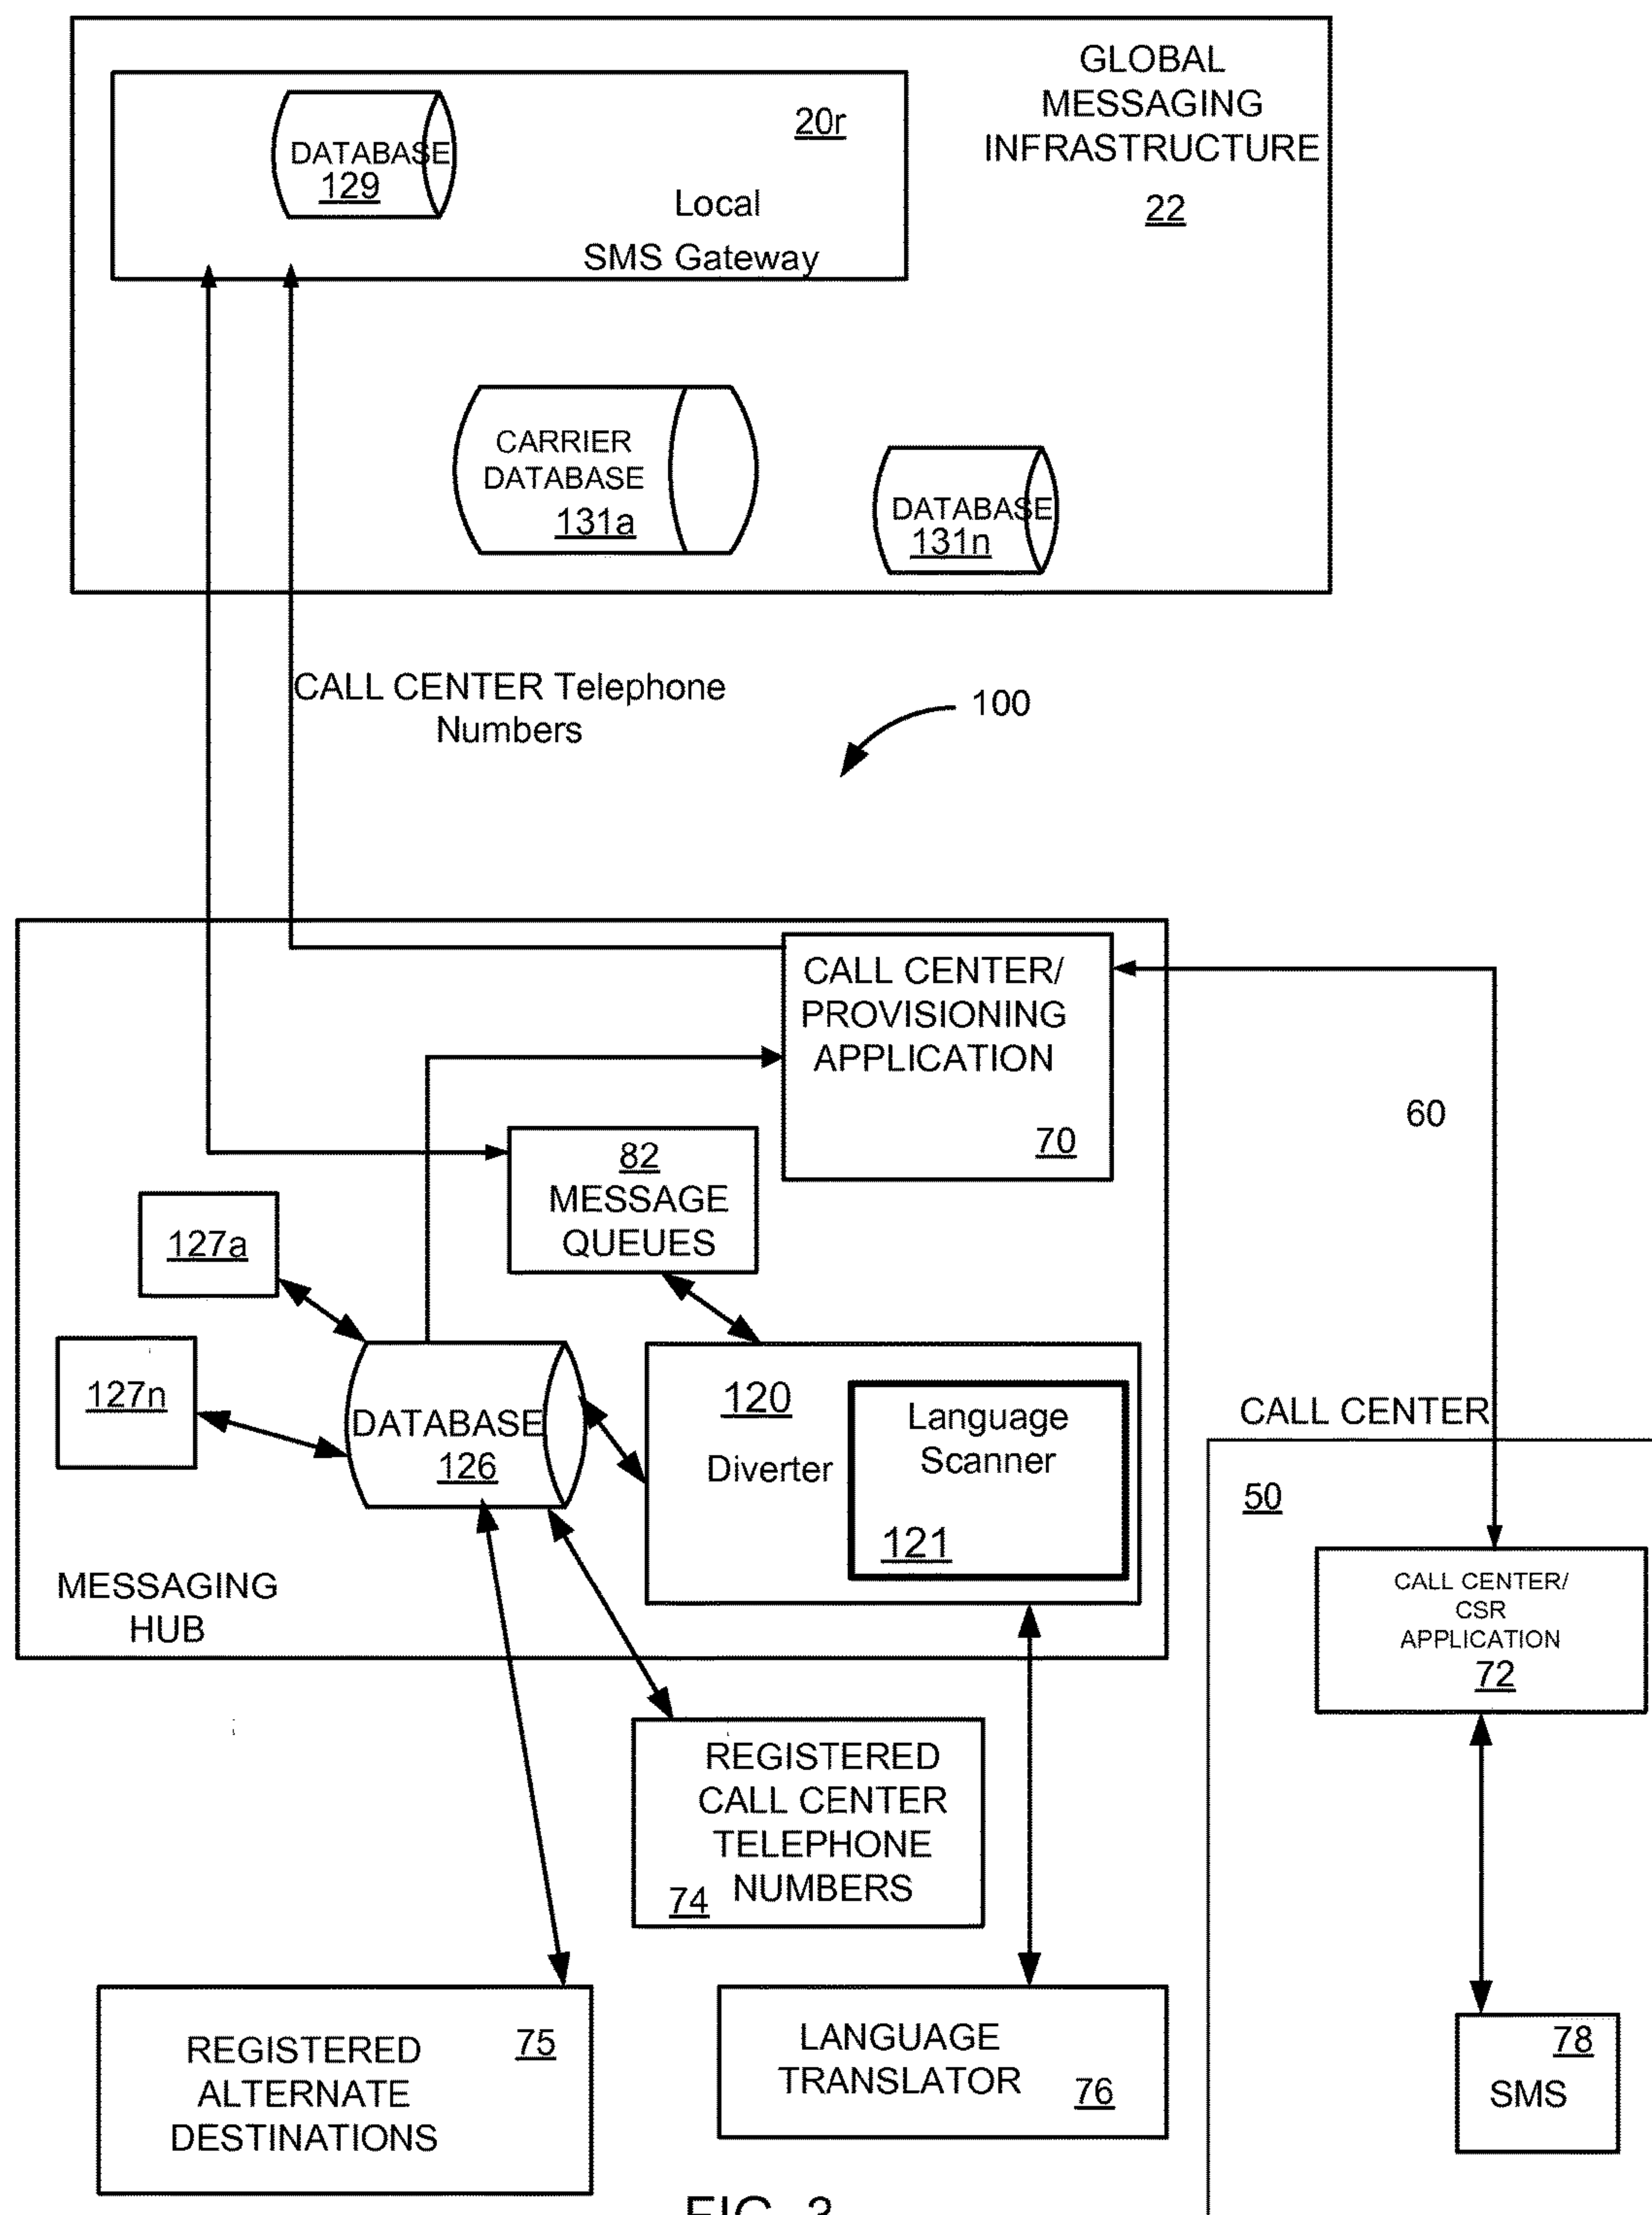 GLOBAL
MESSAGING
INFRASTRUCTURE
22
20r
DATABASE
129
Local
SMS Gateway
CARRIER
DATABASE
131a
DATABASE
131n
CALL CENTER Telephone
Numbers
100
CALL CENTER/
PROVISIONING
APPLICATION
70
60
82
MESSAGE
QUEUES
127a
127n
DATABASE
126
120
Diverter
Language
Scanner
121
MESSAGING
HUB
CALL CENTER
50
CALL CENTER/
CSR
APPLICATION
72
REGISTERED
CALL CENTER
TELEPHONE
NUMBERS
74
75
REGISTERED
ALTERNATE
DESTINATIONS
LANGUAGE
TRANSLATOR
76
78
SMS
FIG. 3